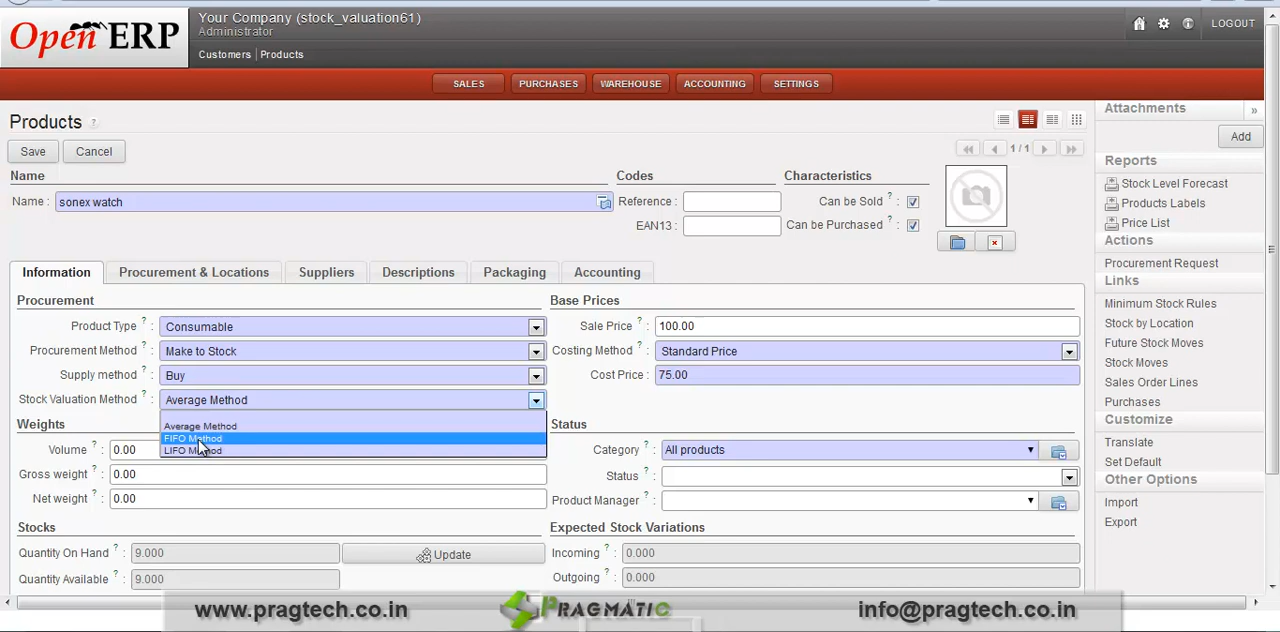 Open ERP
Your Company (stock_valuation61)
Administrator
Customers | Products
LOGOUT
SALES
PURCHASES
WAREHOUSE
ACCOUNTING
SETTINGS
Products ?
Save
Cancel
1 / 1
Name
Name : sonex watch
Codes
Reference :
EAN13 :
Characteristics
Can be Sold ? :
Can be Purchased ? :
Information
Procurement & Locations
Suppliers
Descriptions
Packaging
Accounting
Procurement
Product Type ? : Consumable
Procurement Method ? : Make to Stock
Supply method ? : Buy
Stock Valuation Method ? : Average Method
Average Method
FIFO Method
LIFO Method
Base Prices
Sale Price ? : 100.00
Costing Method ? : Standard Price
Cost Price ? : 75.00
Weights
Volume ? : 0.00
Gross weight ? : 0.00
Net weight ? : 0.00
Status
Category ? : All products
Status ? :
Product Manager ? :
Stocks
Quantity On Hand ? : 9.000
Update
Quantity Available ? : 9.000
Expected Stock Variations
Incoming ? : 0.000
Outgoing ? : 0.000
Attachments
»
Add
Reports
Stock Level Forecast
Products Labels
Price List
Actions
Procurement Request
Links
Minimum Stock Rules
Stock by Location
Future Stock Moves
Stock Moves
Sales Order Lines
Purchases
Customize
Translate
Set Default
Other Options
Import
Export
www.pragtech.co.in
PRAGMATIC
info@pragtech.co.in